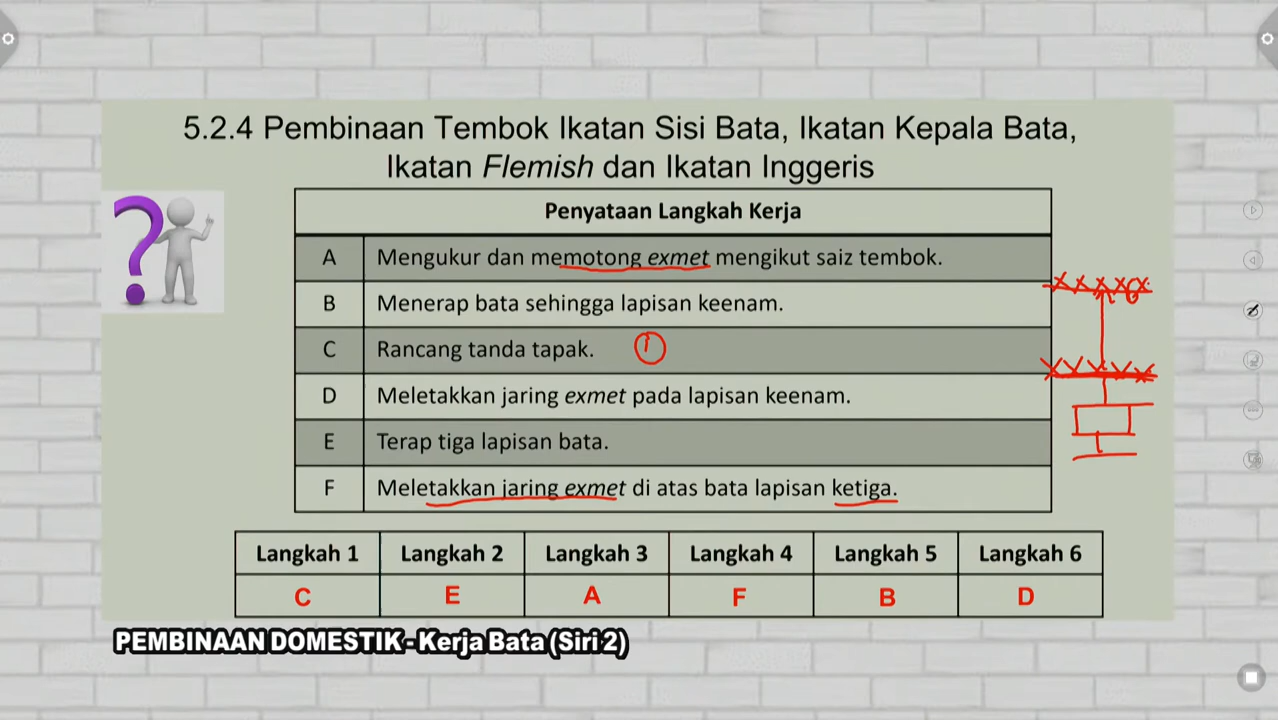 5.2.4 Pembinaan Tembok Ikatan Sisi Bata, Ikatan Kepala Bata,
Ikatan Flemish dan Ikatan Inggeris
Penyataan Langkah Kerja
A Mengukur dan memotong exmet mengikut saiz tembok.
B Menerap bata sehingga lapisan keenam.
C Rancang tanda tapak. 1
D Meletakkan jaring exmet pada lapisan keenam.
E Terap tiga lapisan bata.
F Meletakkan jaring exmet di atas bata lapisan ketiga.
Langkah 1 Langkah 2 Langkah 3 Langkah 4 Langkah 5 Langkah 6
C E A F B D
PEMBINAAN DOMESTIK - Kerja Bata (Siri 2)